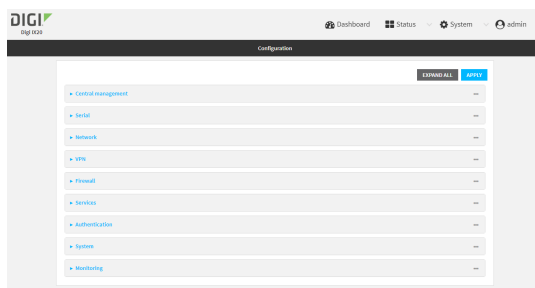 DIGI
Digi IX20
Dashboard
Status
System
admin
Configuration
EXPAND ALL
APPLY
Central management
Serial
Network
VPN
Firewall
Services
Authentication
System
Monitoring